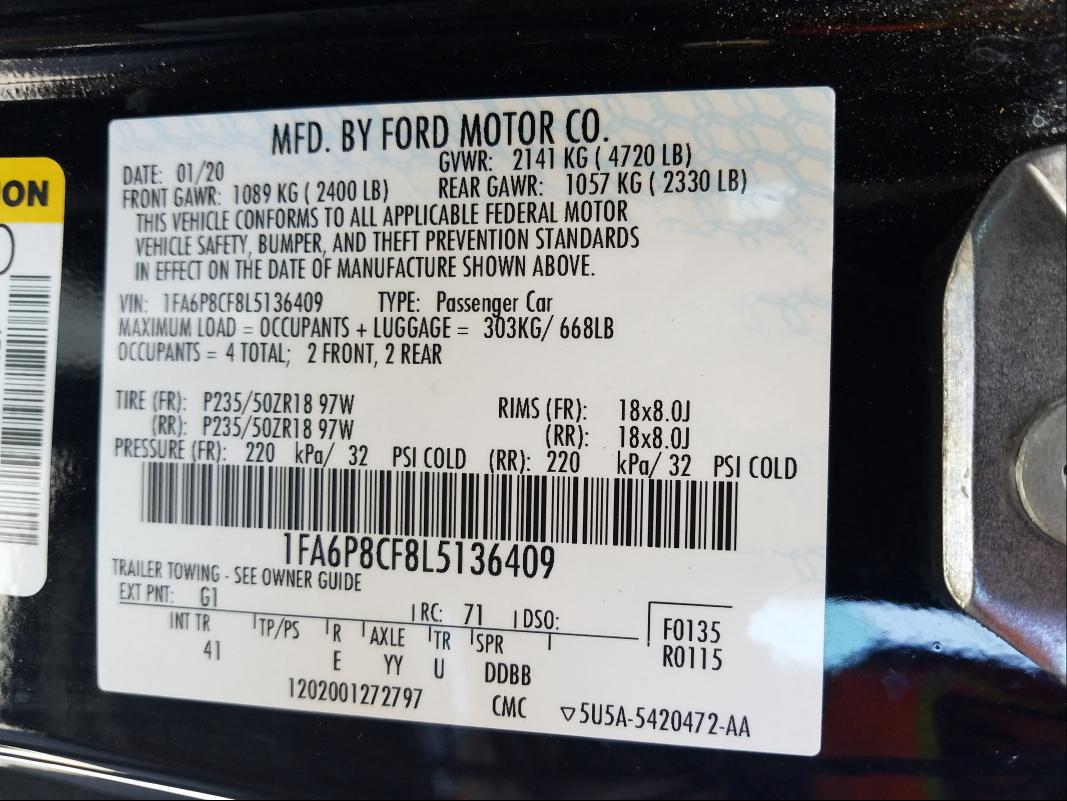 ON
MFD. BY FORD MOTOR CO.
DATE: 01/20 GVWR: 2141 KG ( 4720 LB)
FRONT GAWR: 1089 KG ( 2400 LB) REAR GAWR: 1057 KG ( 2330 LB)
THIS VEHICLE CONFORMS TO ALL APPLICABLE FEDERAL MOTOR
VEHICLE SAFETY, BUMPER, AND THEFT PREVENTION STANDARDS
IN EFFECT ON THE DATE OF MANUFACTURE SHOWN ABOVE.
VIN: 1FA6P8CF8L5136409 TYPE: Passenger Car
MAXIMUM LOAD = OCCUPANTS + LUGGAGE = 303KG/ 668LB
OCCUPANTS = 4 TOTAL; 2 FRONT, 2 REAR
TIRE (FR): P235/50ZR18 97W RIMS (FR): 18x8.0J
(RR): P235/50ZR18 97W (RR): 18x8.0J
PRESSURE (FR): 220 kPa/ 32 PSI COLD (RR): 220 kPa/ 32 PSI COLD
1FA6P8CF8L5136409
TRAILER TOWING - SEE OWNER GUIDE
EXT PNT: G1 RC: 71 DSO:
INT TR TP/PS R AXLE TR SPR F0135
41 E YY U DDBB R0115
1202001272797 CMC ▽5U5A-5420472-AA